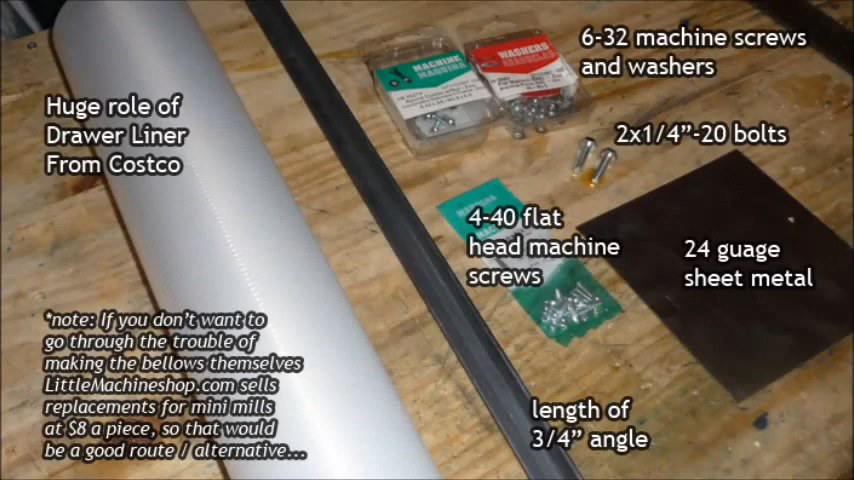 6-32 machine screws
and washers
MACHINE
MAQUINA
WASHERS
ARANDELAS
Huge role of
Drawer Liner
From Costco
2x1/4”-20 bolts
4-40 flat
head machine
screws
24 guage
sheet metal
*note: If you don't want to
go through the trouble of
making the bellows themselves
LittleMachineshop.com sells
replacements for mini mills
at $8 a piece, so that would
be a good route / alternative...
length of
3/4” angle